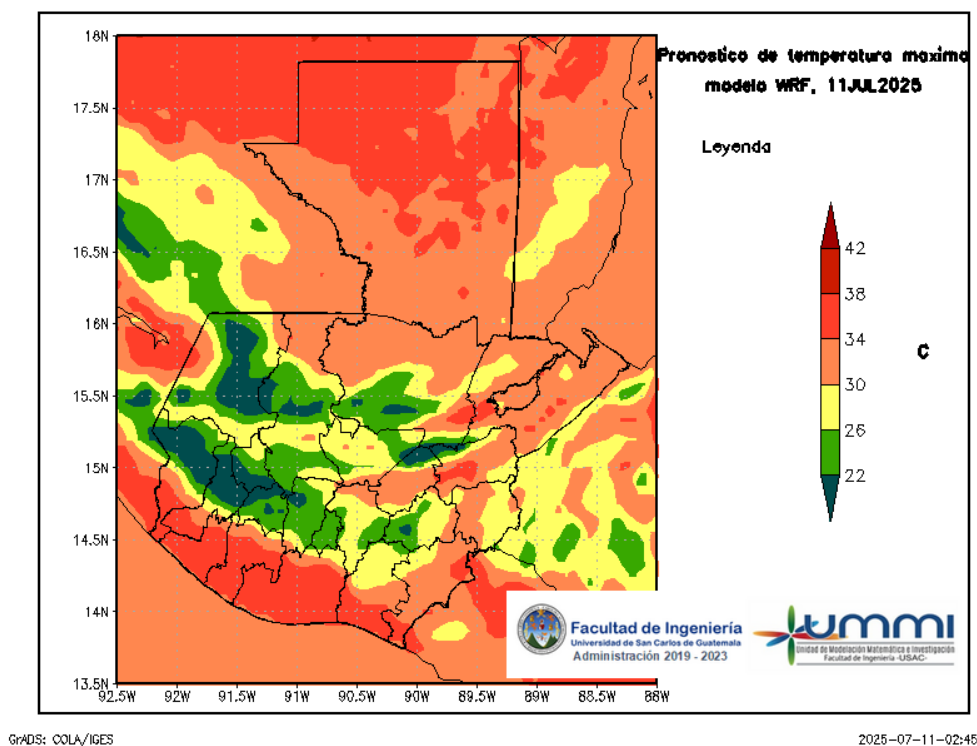 Pronostico de temperatura maxima
modelo WRF, 11JUL2025
Leyenda
42
38
34
30
26
22
C
18N
17.5N
17N
16.5N
16N
15.5N
15N
14.5N
14N
13.5N
92.5W
92W
91.5W
91W
90.5W
90W
89.5W
89W
88.5W
88W
Facultad de Ingeniería
Universidad de San Carlos de Guatemala
Administración 2019 - 2023
ummi
Unidad de Modelación Matemática e Investigación
Facultad de Ingeniería -USAC-
GrADS: COLA/IGES
2025-07-11-02:45